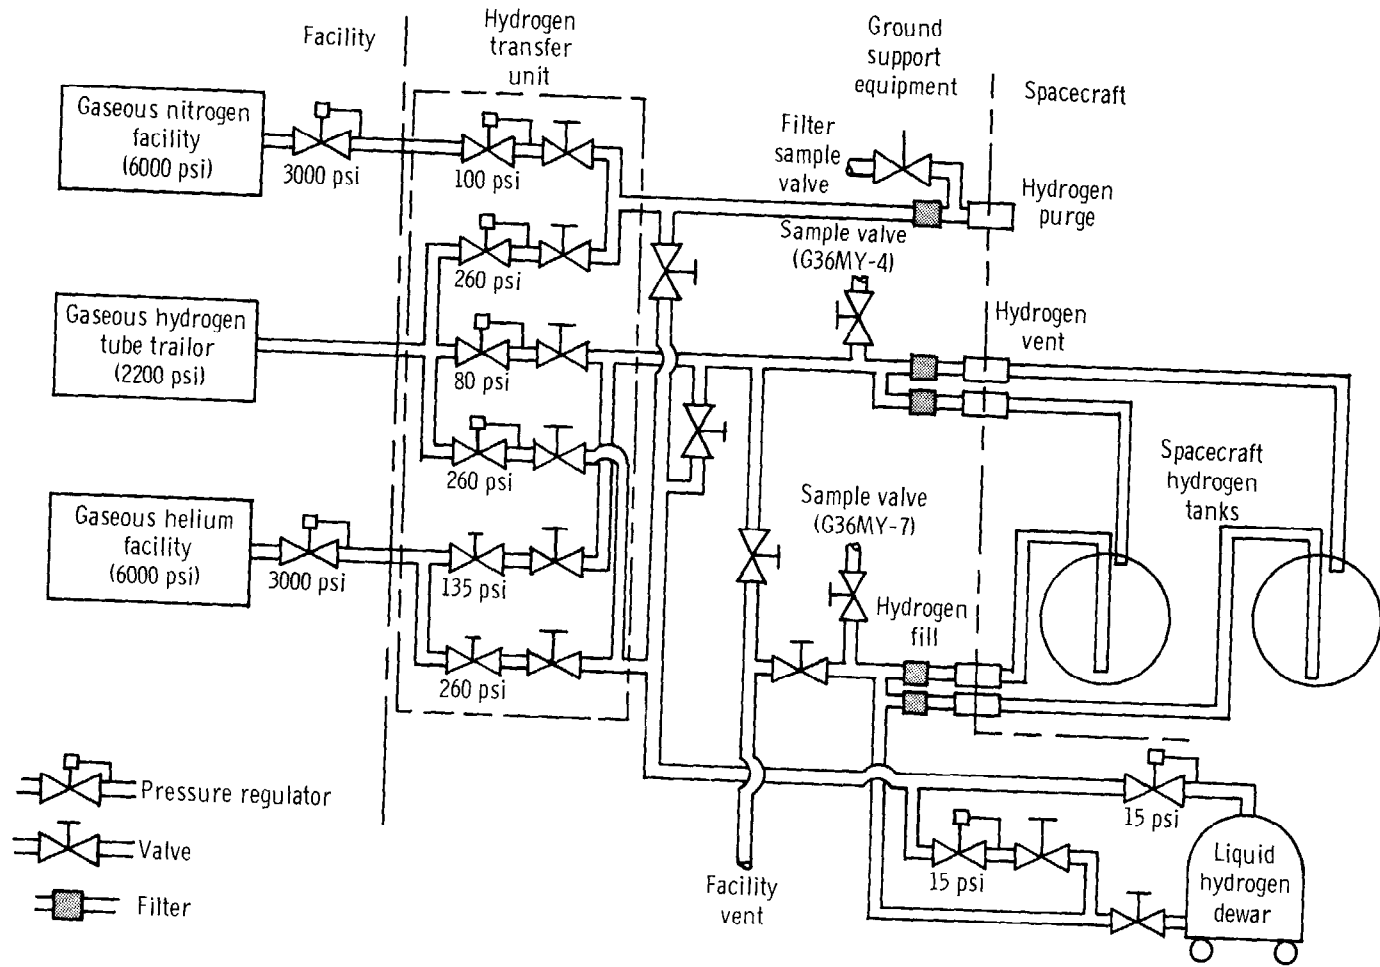 Facility
Hydrogen
transfer
unit
Ground
support
equipment
Spacecraft
Gaseous nitrogen
facility
(6000 psi)
3000 psi
100 psi
Filter
sample
valve
Hydrogen
purge
260 psi
Sample valve
(G36MY-4)
Gaseous hydrogen
tube trailor
(2200 psi)
80 psi
Hydrogen
vent
260 psi
Spacecraft
hydrogen
tanks
Gaseous helium
facility
(6000 psi)
3000 psi
135 psi
Sample valve
(G36MY-7)
Hydrogen
fill
260 psi
Pressure regulator
Valve
Filter
Facility
vent
15 psi
15 psi
Liquid
hydrogen
dewar